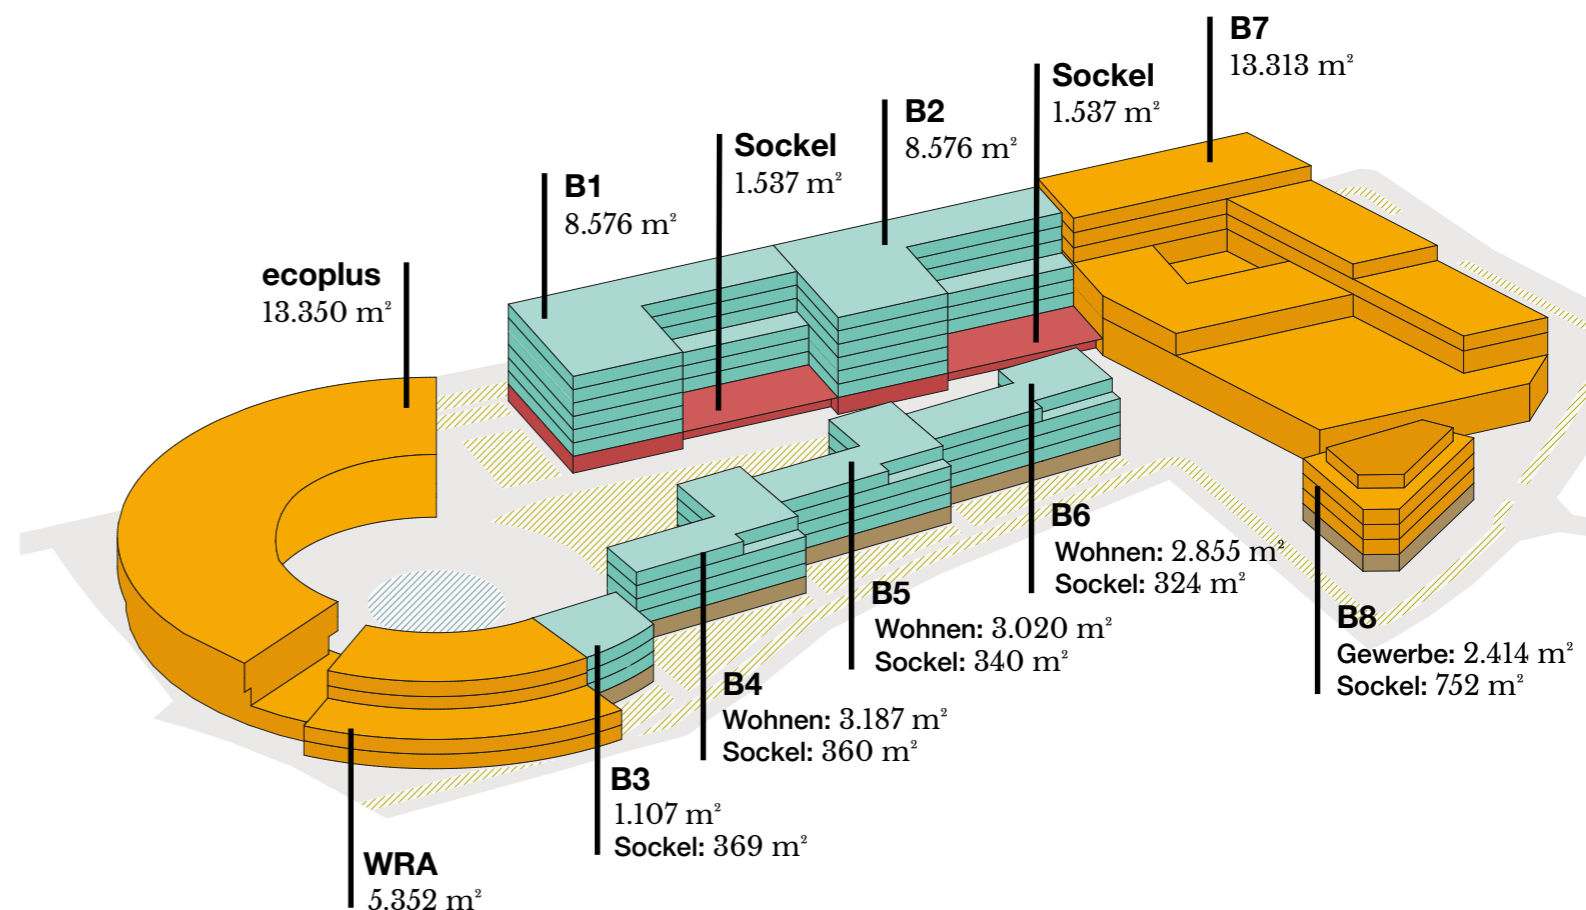 B7
13.313 m²
Sockel
1.537 m²
B2
8.576 m²
Sockel
1.537 m²
B1
8.576 m²
ecoplus
13.350 m²
B6
Wohnen: 2.855 m²
Sockel: 324 m²
B5
Wohnen: 3.020 m²
Sockel: 340 m²
B8
Gewerbe: 2.414 m²
Sockel: 752 m²
B4
Wohnen: 3.187 m²
Sockel: 360 m²
B3
1.107 m²
Sockel: 369 m²
WRA
5.352 m²